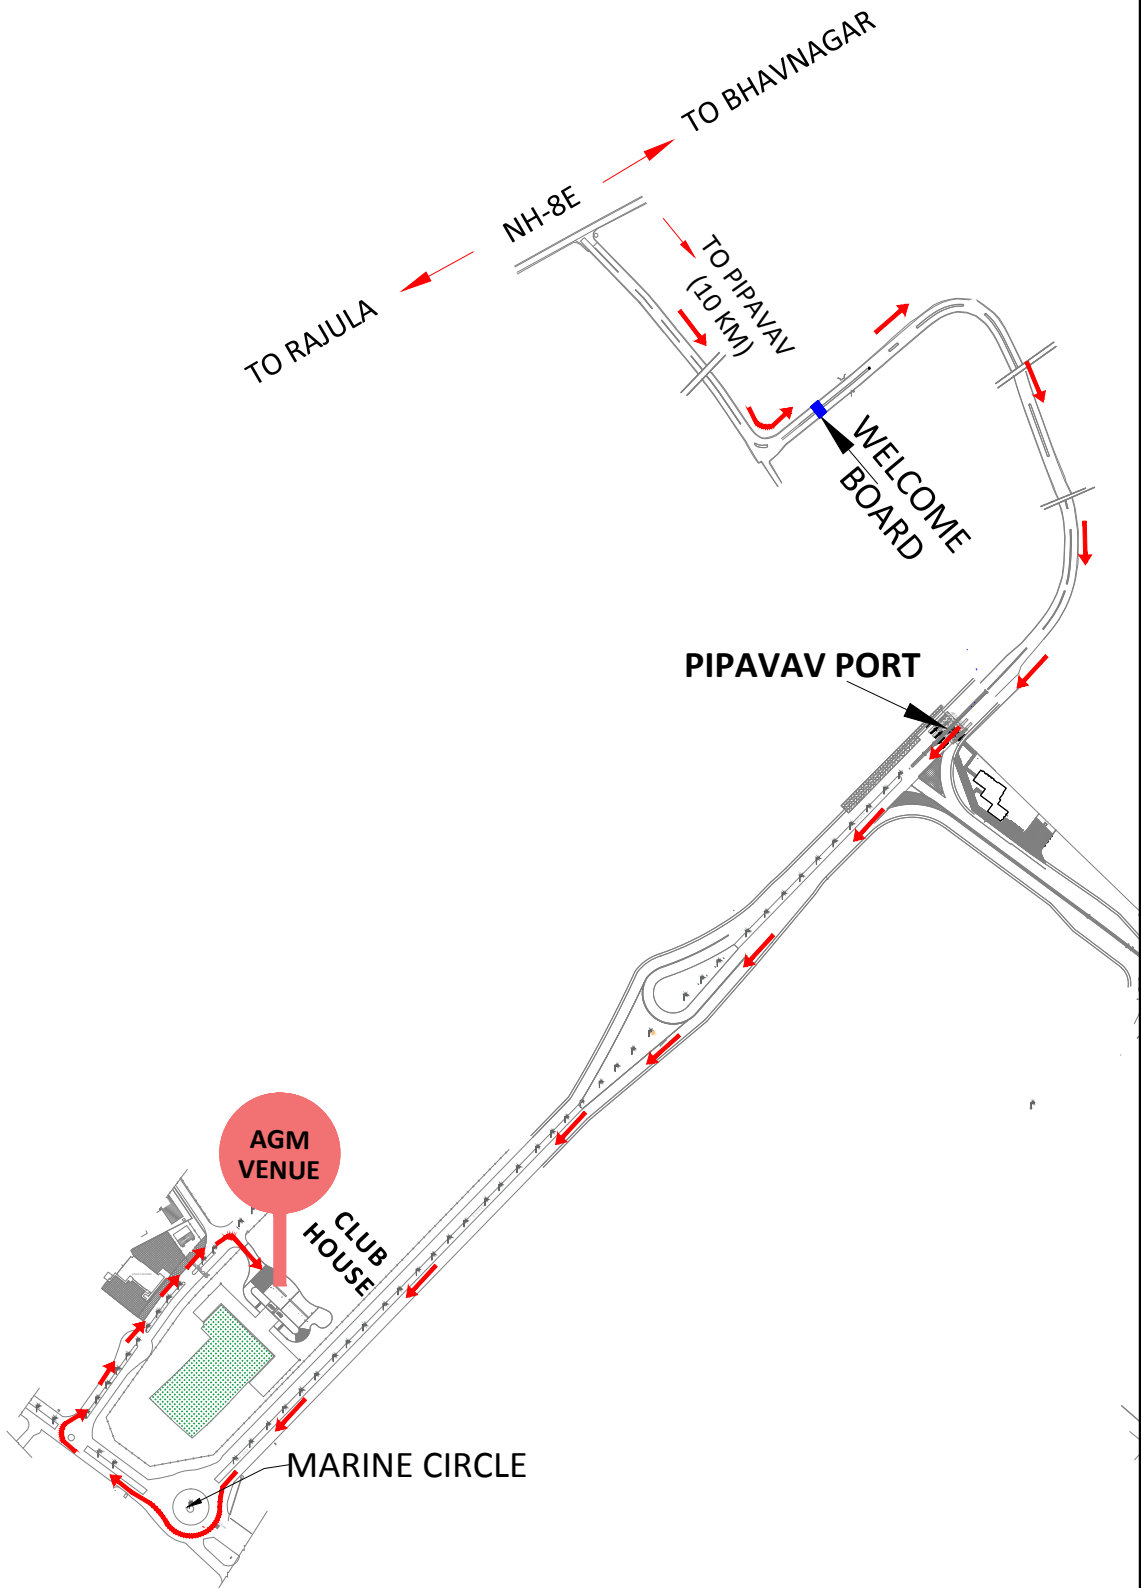 TO BHAVNAGAR
NH-8E
TO RAJULA
TO PIPAVAV
(10 KM)
WELCOME
BOARD
PIPAVAV PORT
AGM
VENUE
CLUB
HOUSE
MARINE CIRCLE